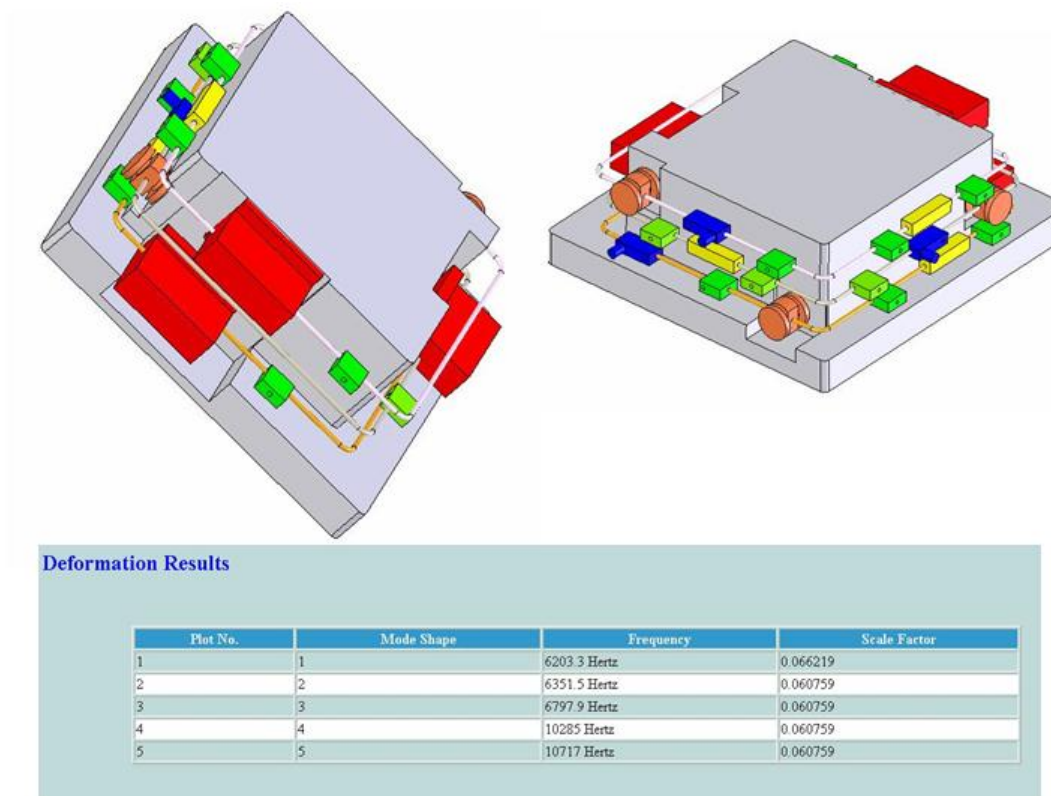 Deformation Results
Plot No. Mode Shape Frequency Scale Factor
1 1 6203.3 Hertz 0.066219
2 2 6351.5 Hertz 0.060759
3 3 6797.9 Hertz 0.060759
4 4 10285 Hertz 0.060759
5 5 10717 Hertz 0.060759